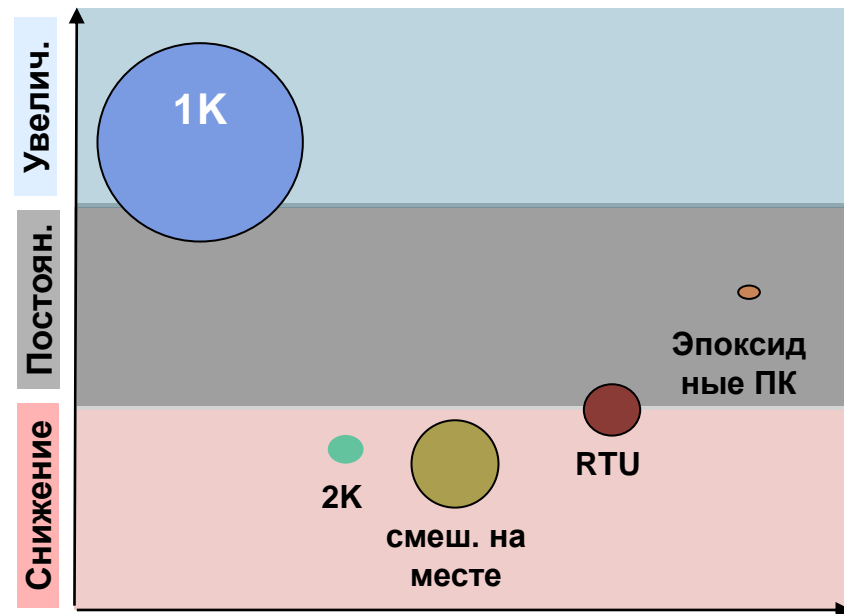 Увелич.
1K
Постоян.
Эпоксид
ные ПК
Снижение
RTU
2K
смеш. на
месте